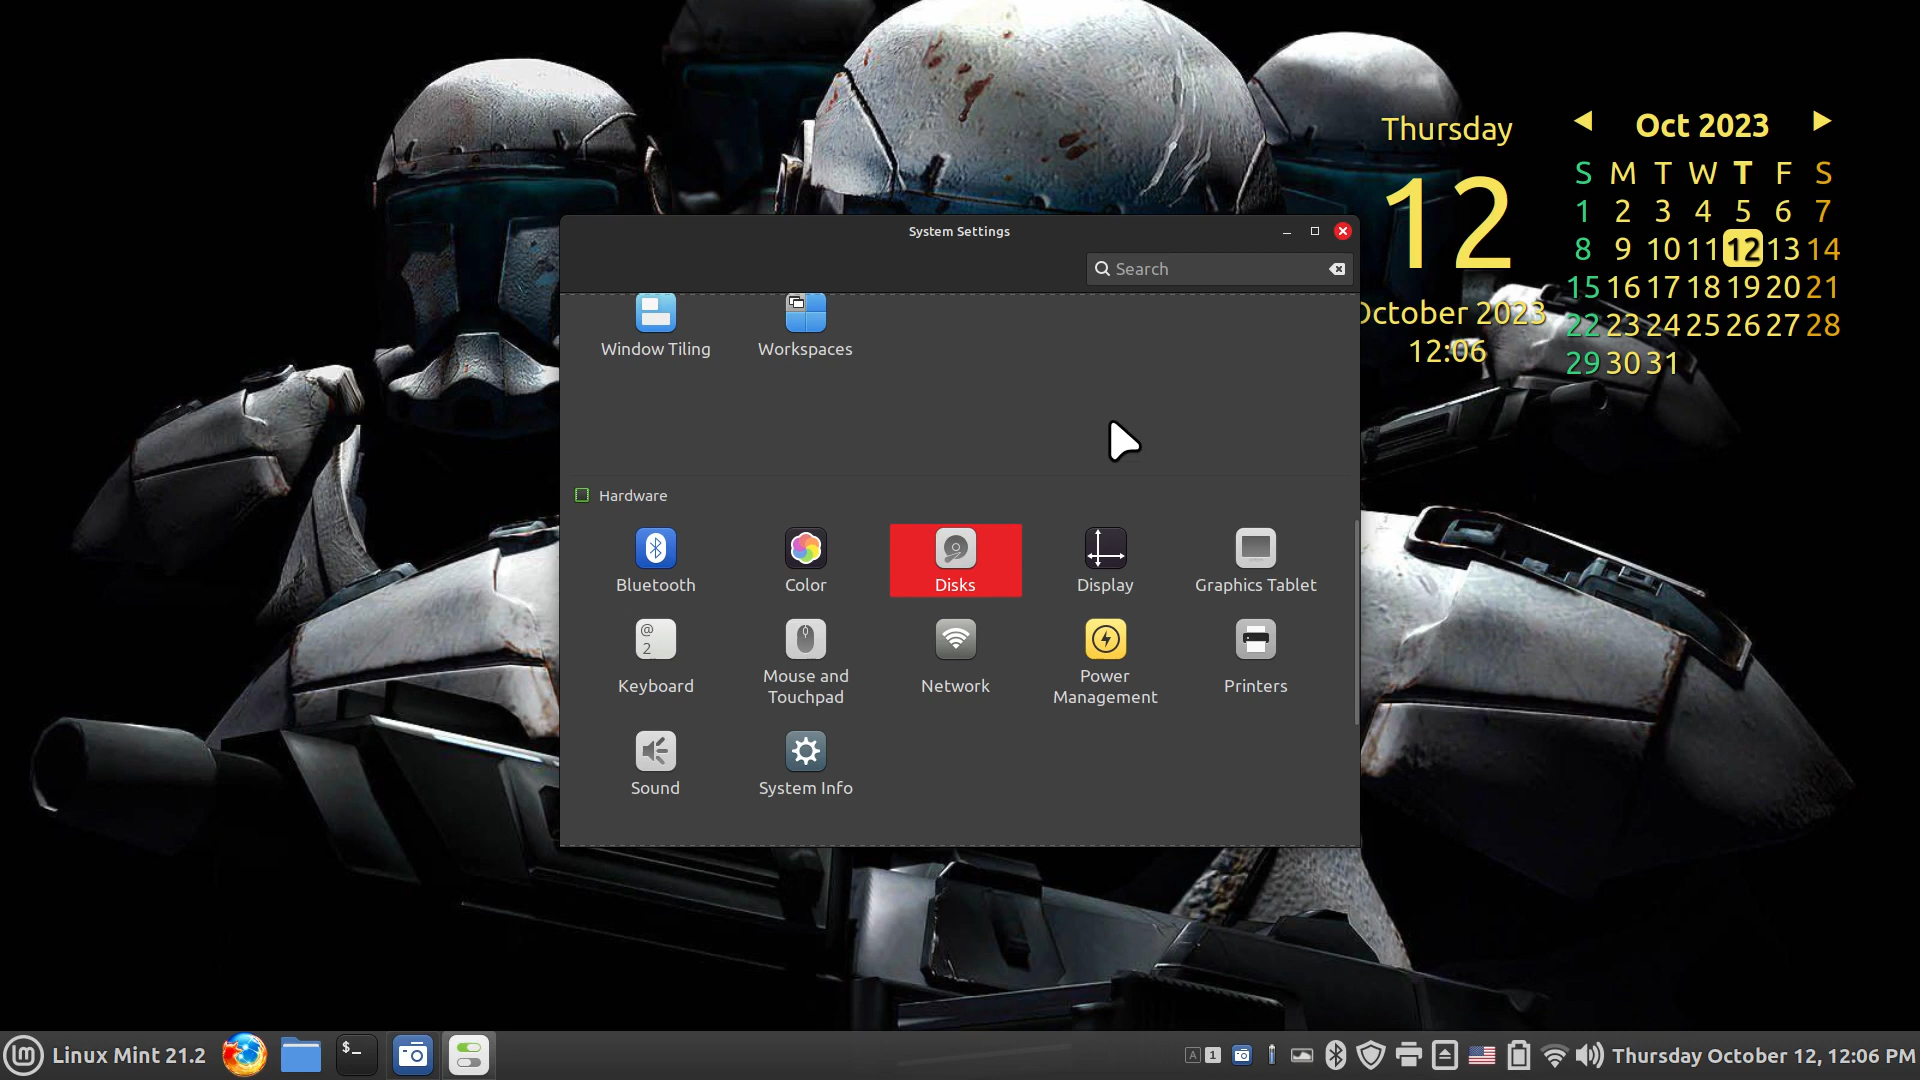 System Settings
Search
Window Tiling
Workspaces
Hardware
Bluetooth
Color
Disks
Display
Graphics Tablet
@
2
Keyboard
Mouse and
Touchpad
Network
Power
Management
Printers
Sound
System Info
Thursday
12
October 2023
12:06
Oct 2023
S M T W T F S
1 2 3 4 5 6 7
8 9 10 11 12 13 14
15 16 17 18 19 20 21
22 23 24 25 26 27 28
29 30 31
Linux Mint 21.2
$_
A 1
Thursday October 12, 12:06 PM